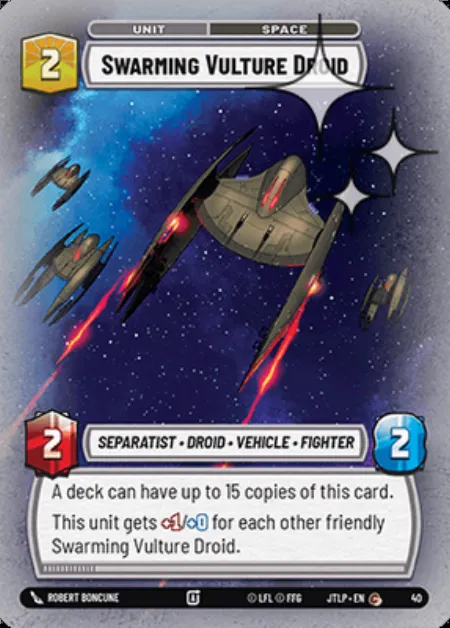 UNIT SPACE
2
SWARMING VULTURE DROID
2
SEPARATIST • DROID • VEHICLE • FIGHTER
2
A deck can have up to 15 copies of this card.
This unit gets +1/+0 for each other friendly
Swarming Vulture Droid.
ROBERT BONCUNE © LFL © FFG JTLP • EN C 40